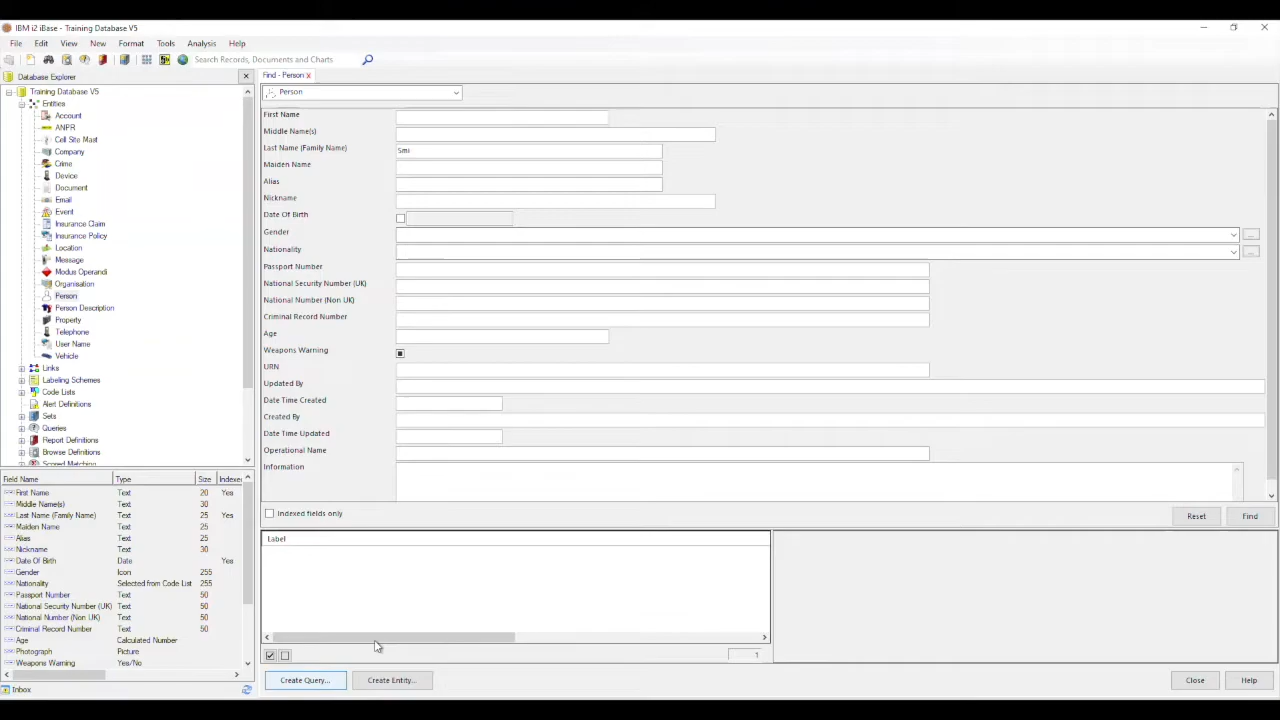 IBM i2 iBase - Training Database V5
File Edit View New Format Tools Analysis Help
Search Records, Documents and Charts
Database Explorer
Training Database V5
Entities
Account
ANPR
Cell Site Mast
Company
Crime
Device
Document
Email
Event
Insurance Claim
Insurance Policy
Location
Message
Modus Operandi
Organisation
Person
Person Description
Property
Telephone
User Name
Vehicle
Links
Labeling Schemes
Code Lists
Alert Definitions
Sets
Queries
Report Definitions
Browse Definitions
Scored Matching
Field Name Type Size Indexed
First Name Text 20 Yes
Middle Name(s) Text 30
Last Name (Family Name) Text 25 Yes
Maiden Name Text 25
Alias Text 25
Nickname Text 30
Date Of Birth Date Yes
Gender Icon 255
Nationality Selected from Code List 255
Passport Number Text 50
National Security Number (UK) Text 50
National Number (Non UK) Text 50
Criminal Record Number Text 50
Age Calculated Number
Photograph Picture
Weapons Warning Yes/No
Inbox
Find - Person x
Person
First Name
Middle Name(s)
Last Name (Family Name) Smi
Maiden Name
Alias
Nickname
Date Of Birth
Gender ...
Nationality ...
Passport Number
National Security Number (UK)
National Number (Non UK)
Criminal Record Number
Age
Weapons Warning
URN
Updated By
Date Time Created
Created By
Date Time Updated
Operational Name
Information
Indexed fields only Reset Find
Label
1
Create Query... Create Entity... Close Help